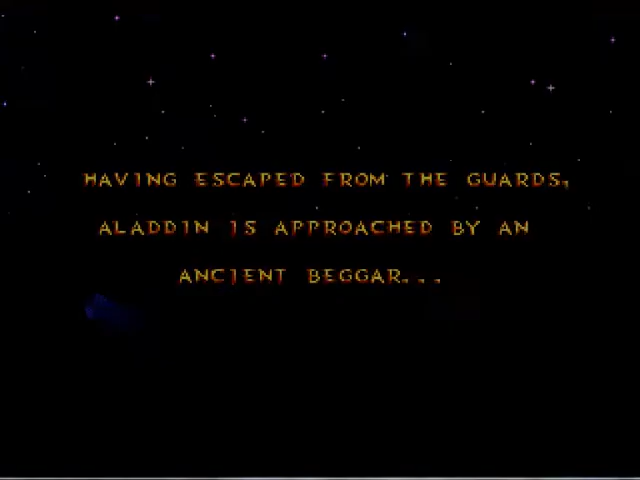 HAVING ESCAPED FROM THE GUARDS,
ALADDIN IS APPROACHED BY AN
ANCIENT BEGGAR...